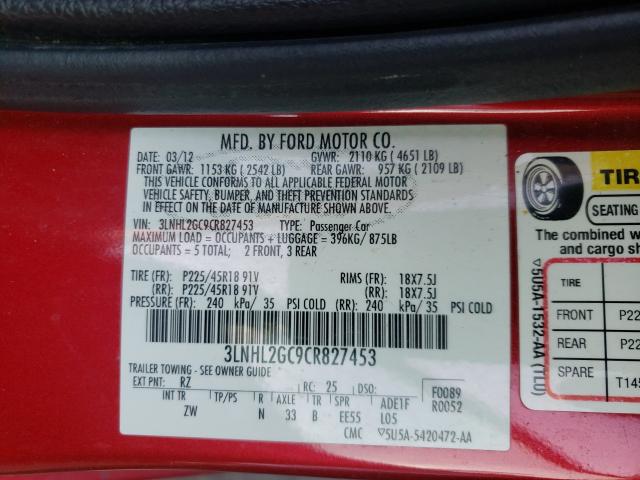 MFD. BY FORD MOTOR CO.
DATE: 03/12 GVWR: 2110 KG ( 4651 LB)
FRONT GAWR: 1153 KG ( 2542 LB) REAR GAWR: 957 KG ( 2109 LB)
THIS VEHICLE CONFORMS TO ALL APPLICABLE FEDERAL MOTOR
VEHICLE SAFETY, BUMPER, AND THEFT PREVENTION STANDARDS
IN EFFECT ON THE DATE OF MANUFACTURE SHOWN ABOVE.
VIN: 3LNHL2GC9CR827453 TYPE: Passenger Car
MAXIMUM LOAD = OCCUPANTS + LUGGAGE = 396KG/ 875LB
OCCUPANTS = 5 TOTAL; 2 FRONT, 3 REAR
TIRE (FR): P225/45R18 91V RIMS (FR): 18X7.5J
(RR): P225/45R18 91V (RR): 18X7.5J
PRESSURE (FR): 240 kPa/ 35 PSI COLD (RR): 240 kPa/ 35 PSI COLD
3LNHL2GC9CR827453
TRAILER TOWING - SEE OWNER GUIDE
EXT PNT: RZ RC: 25 DSO: F0089
R0052
TP/PS R AXLE TR SPR ADE1F
ZW N 33 B EE55 L05
CMC 5U5A-5420472-AA
TIR
SEATING
The combined w
and cargo sh
TIRE
FRONT P22
REAR P22
SPARE T145
5U5A-1532-AA (TL0)